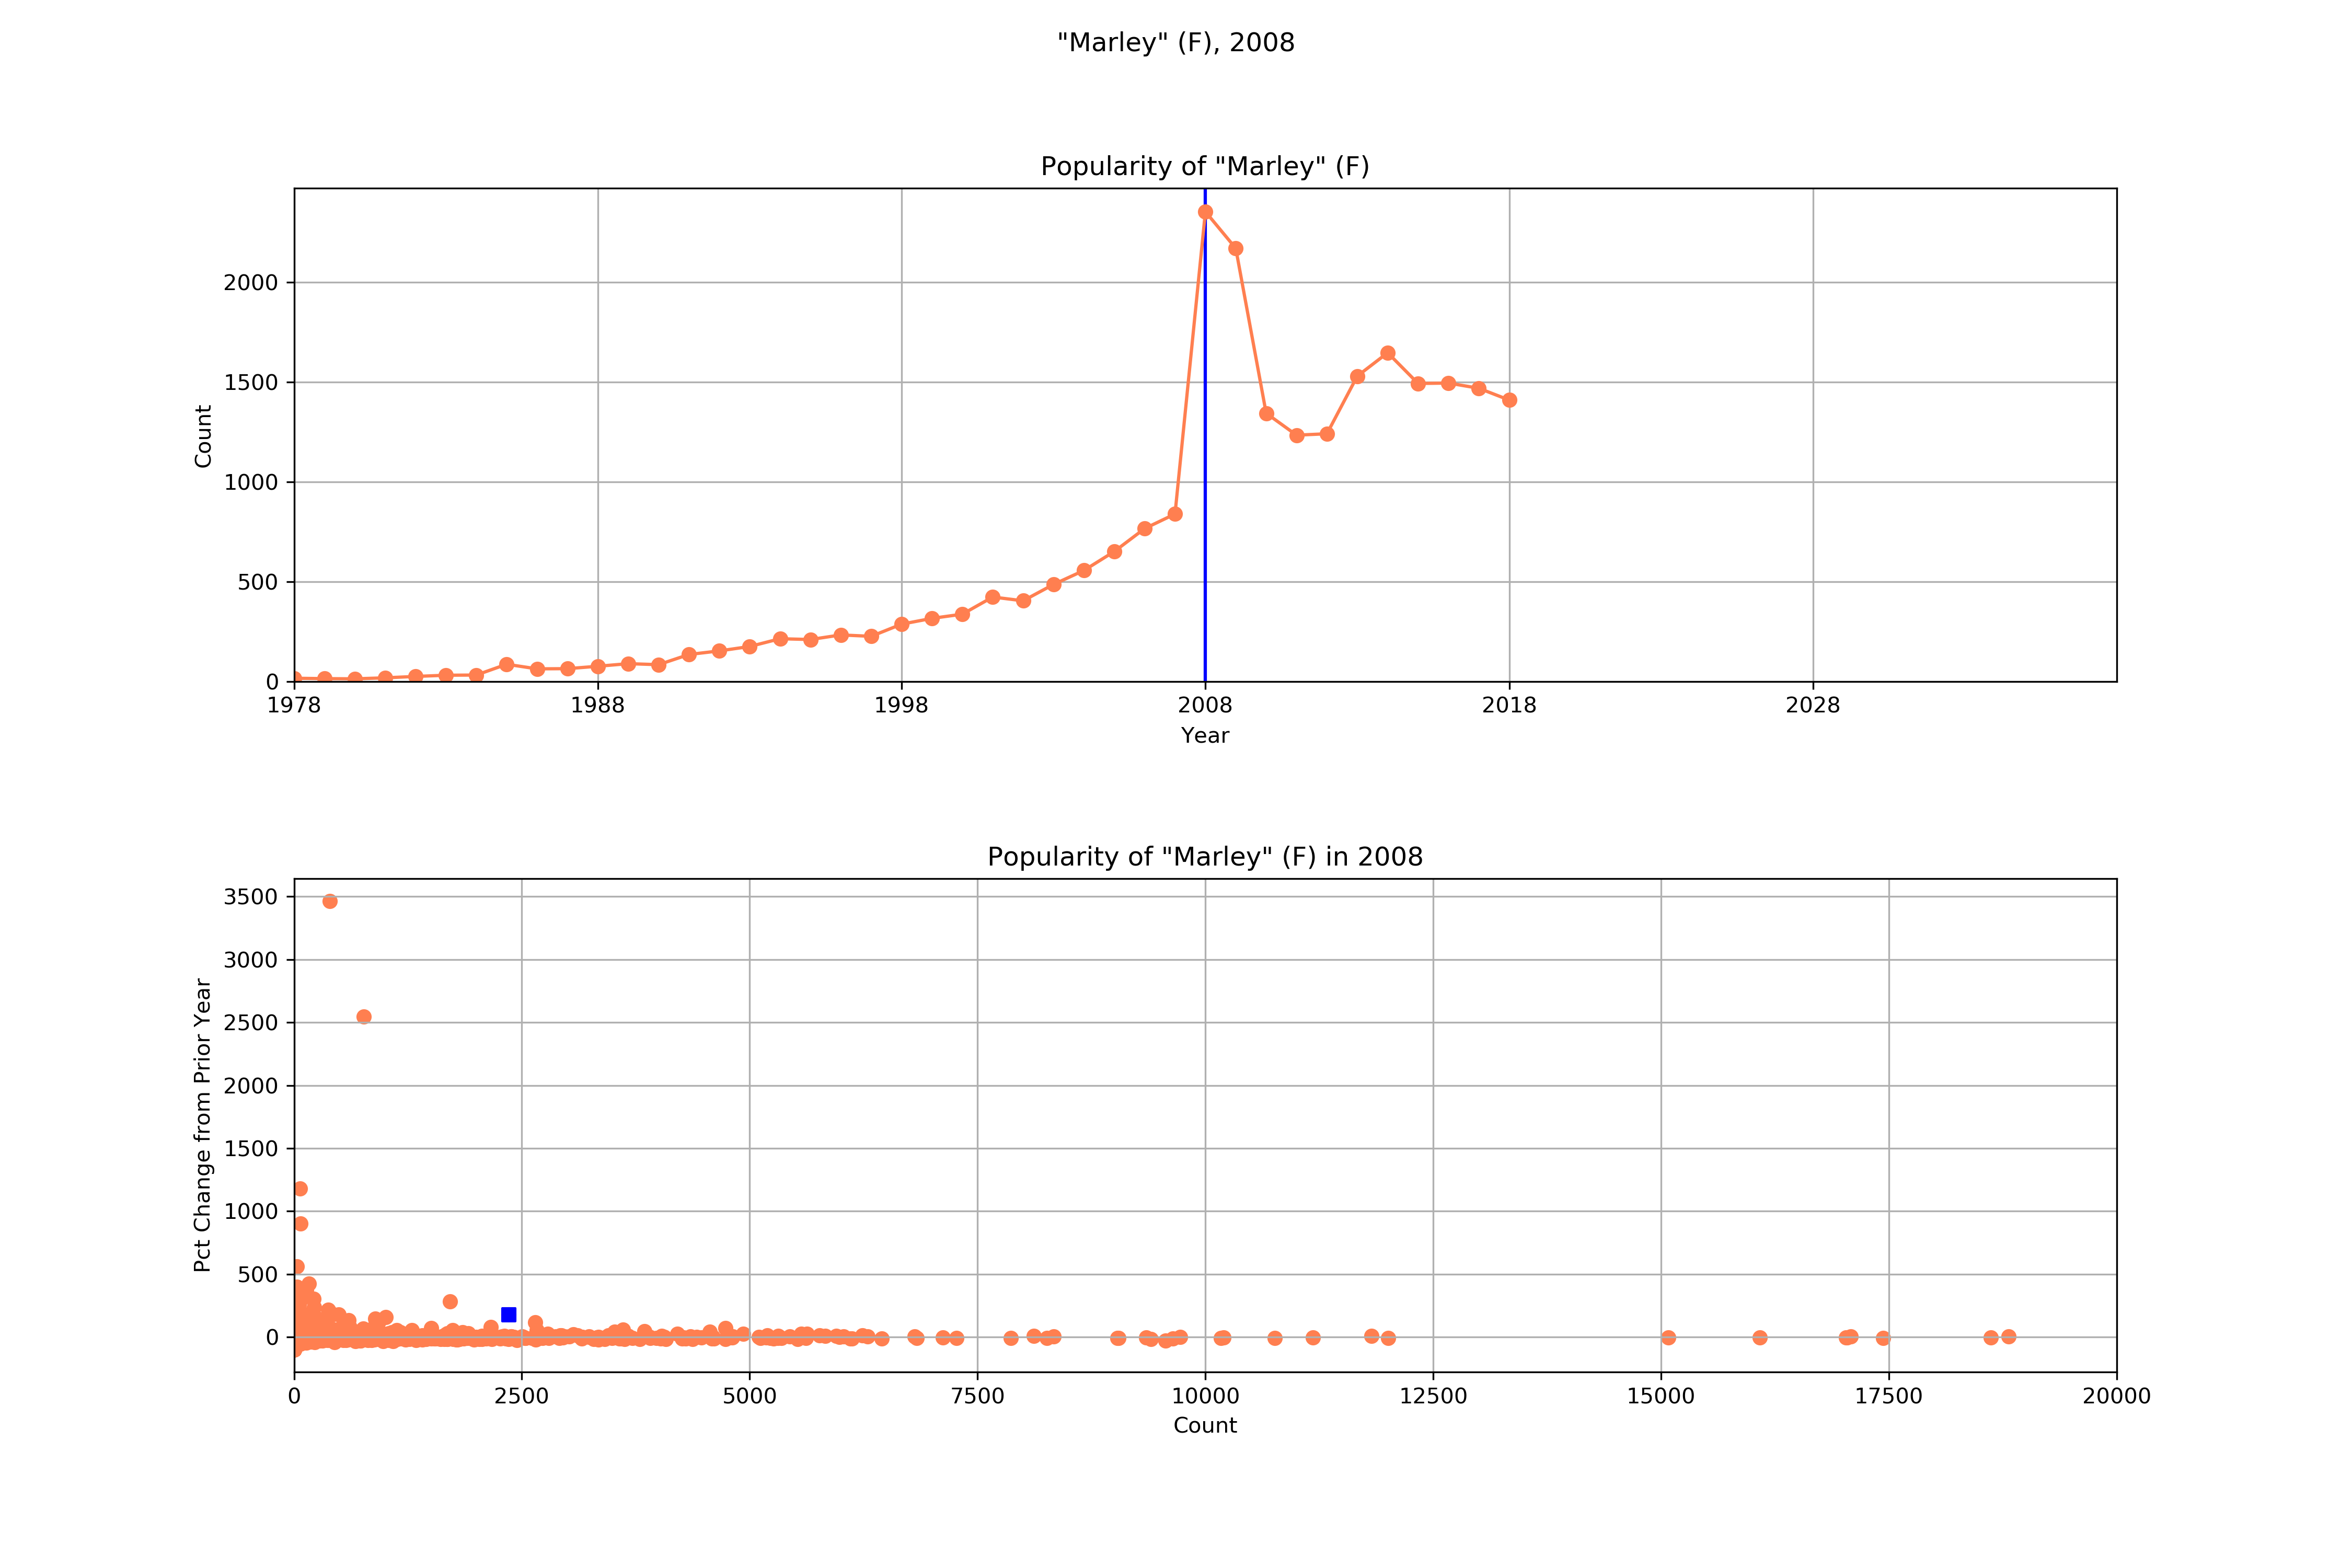 "Marley" (F), 2008
Popularity of "Marley" (F)
2000
1500
1000
500
0
Count
1978 1988 1998 2008 2018 2028
Year
Popularity of "Marley" (F) in 2008
3500
3000
2500
2000
1500
1000
500
0
Pct Change from Prior Year
0 2500 5000 7500 10000 12500 15000 17500 20000
Count